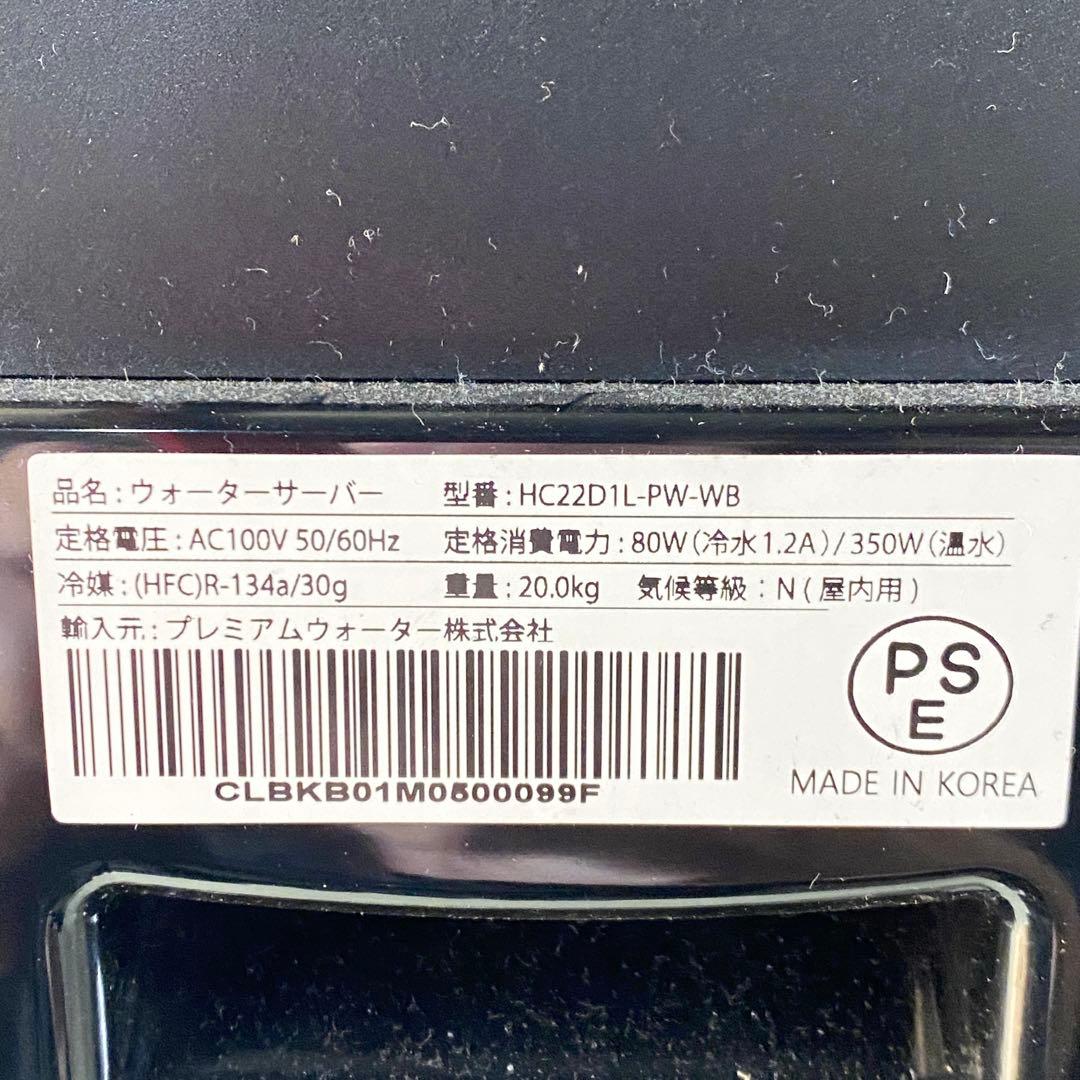 品名：ウォーターサーバー 型番：HC22D1L-PW-WB
定格電圧：AC100V 50/60Hz 定格消費電力：80W(冷水1.2A)/350W(温水)
冷媒：(HFC)R-134a/30g 重量：20.0kg 気候等級：N(屋内用)
輸入元：プレミアムウォーター株式会社
PS
E
CLBKB01M0500099F
MADE IN KOREA